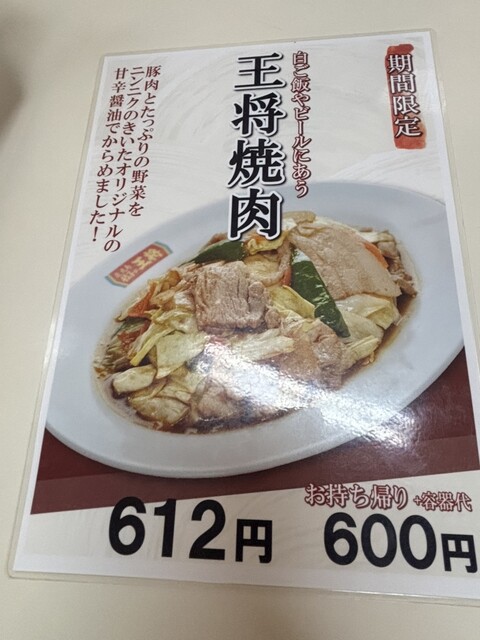 期間限定
白ご飯やビールにあう
王将焼肉
豚肉とたっぷりの野菜を
ニンニクのきいたオリジナルの
甘辛醤油でからめました！
612円
お持ち帰り +容器代
600円